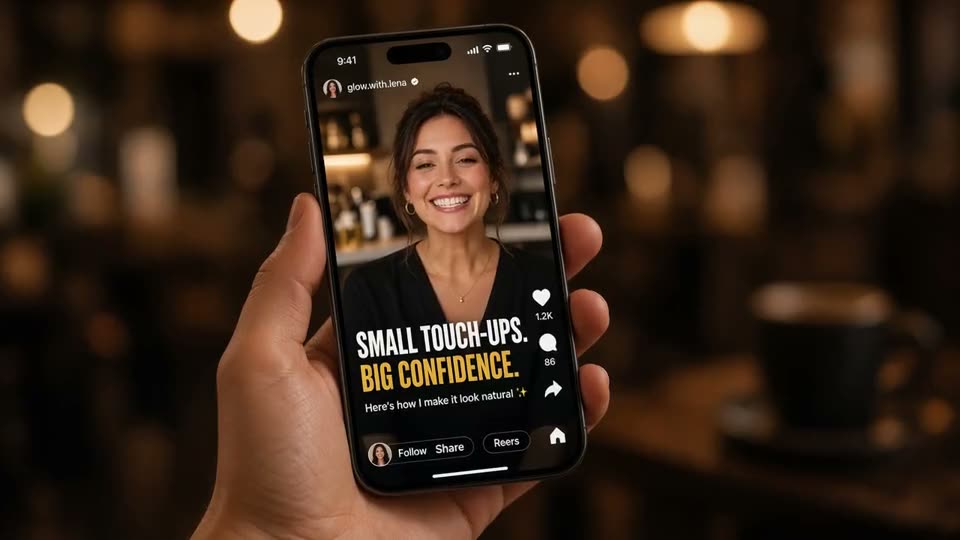 9:41
glow.with.lena
SMALL TOUCH-UPS.
BIG CONFIDENCE.
Here's how I make it look natural ✨
1.2K
86
Follow Share
Reers